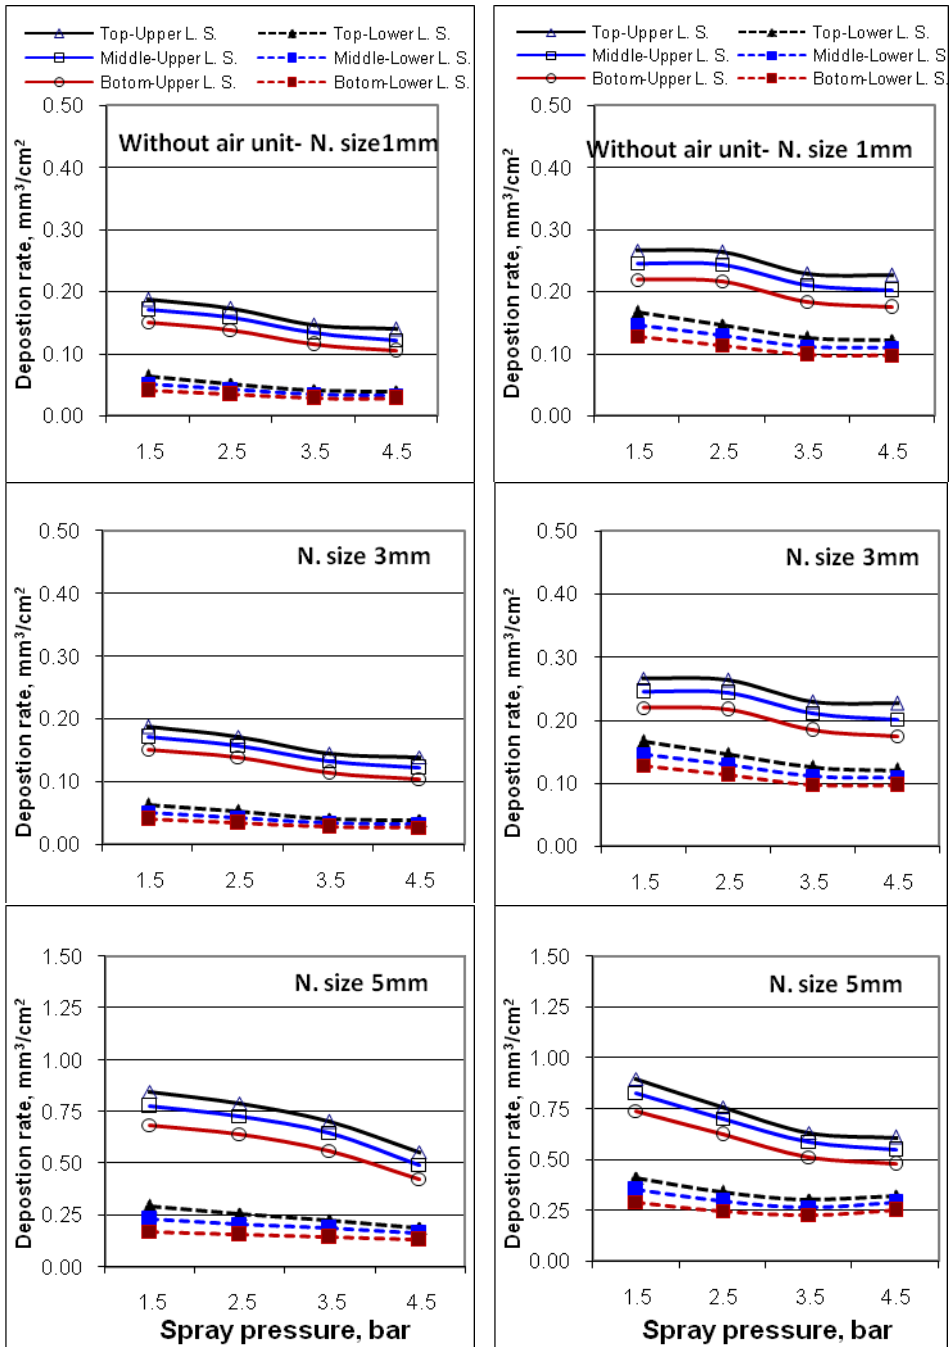 Top-Upper L. S.
Top-Lower L. S.
Middle-Upper L. S.
Middle-Lower L. S.
Botom-Upper L. S.
Botom-Lower L. S.
Depostion rate, mm³/cm²
0.50
0.40
0.30
0.20
0.10
0.00
Without air unit- N. size1mm
1.5 2.5 3.5 4.5
Top-Upper L. S.
Top-Lower L. S.
Middle-Upper L. S.
Middle-Lower L. S.
Botom-Upper L. S.
Botom-Lower L. S.
Depostion rate, mm³/cm²
0.50
0.40
0.30
0.20
0.10
0.00
Without air unit- N. size 1mm
1.5 2.5 3.5 4.5
Depostion rate, mm³/cm²
0.50
0.40
0.30
0.20
0.10
0.00
N. size 3mm
1.5 2.5 3.5 4.5
Depostion rate, mm³/cm²
0.50
0.40
0.30
0.20
0.10
0.00
N. size 3mm
1.5 2.5 3.5 4.5
Depostion rate, mm³/cm²
1.50
1.25
1.00
0.75
0.50
0.25
0.00
N. size 5mm
1.5 2.5 3.5 4.5
Spray pressure, bar
Depostion rate, mm³/cm²
1.50
1.25
1.00
0.75
0.50
0.25
0.00
N. size 5mm
1.5 2.5 3.5 4.5
Spray pressure, bar